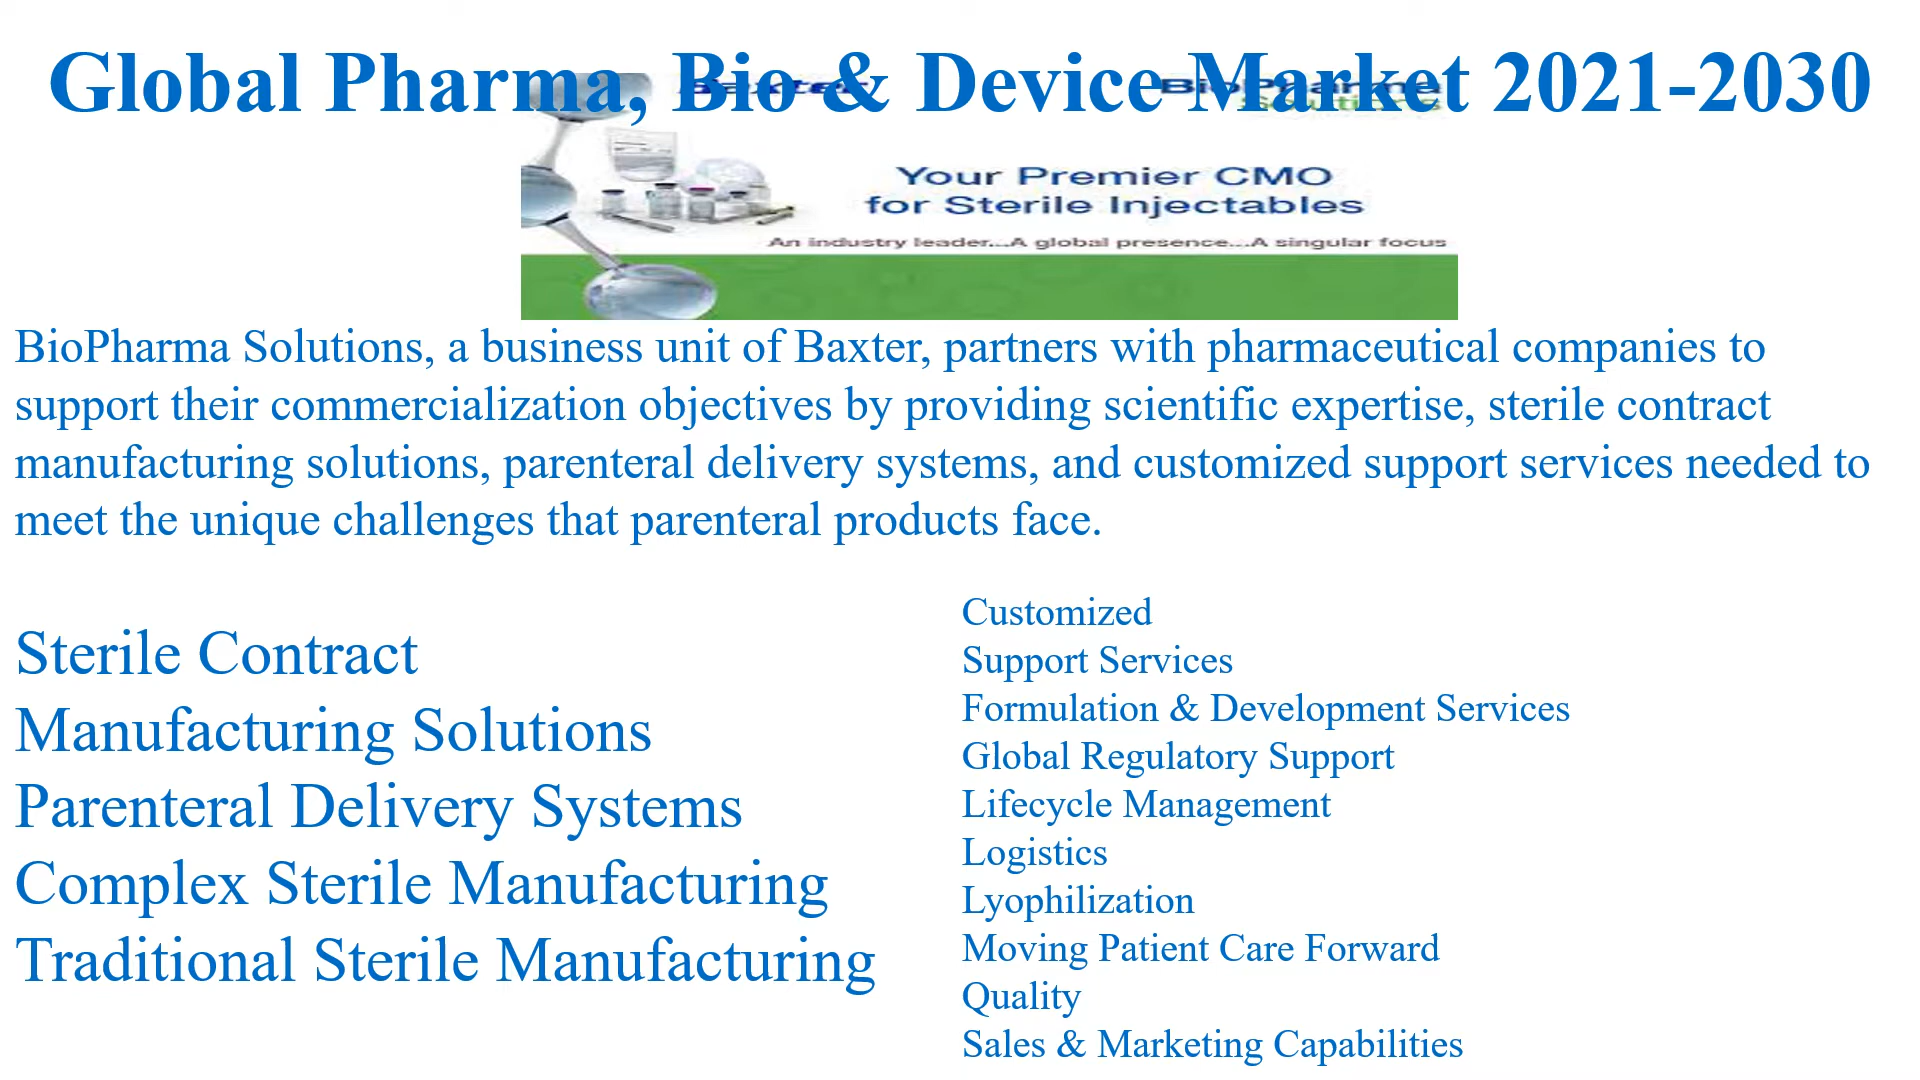 Global Pharma, Bio & Device Market 2021-2030
Baxter
BioPharma
Solutions
Your Premier CMO
for Sterile Injectables
An industry leader...A global presence...A singular focus
BioPharma Solutions, a business unit of Baxter, partners with pharmaceutical companies to
support their commercialization objectives by providing scientific expertise, sterile contract
manufacturing solutions, parenteral delivery systems, and customized support services needed to
meet the unique challenges that parenteral products face.
Sterile Contract
Manufacturing Solutions
Parenteral Delivery Systems
Complex Sterile Manufacturing
Traditional Sterile Manufacturing
Customized
Support Services
Formulation & Development Services
Global Regulatory Support
Lifecycle Management
Logistics
Lyophilization
Moving Patient Care Forward
Quality
Sales & Marketing Capabilities